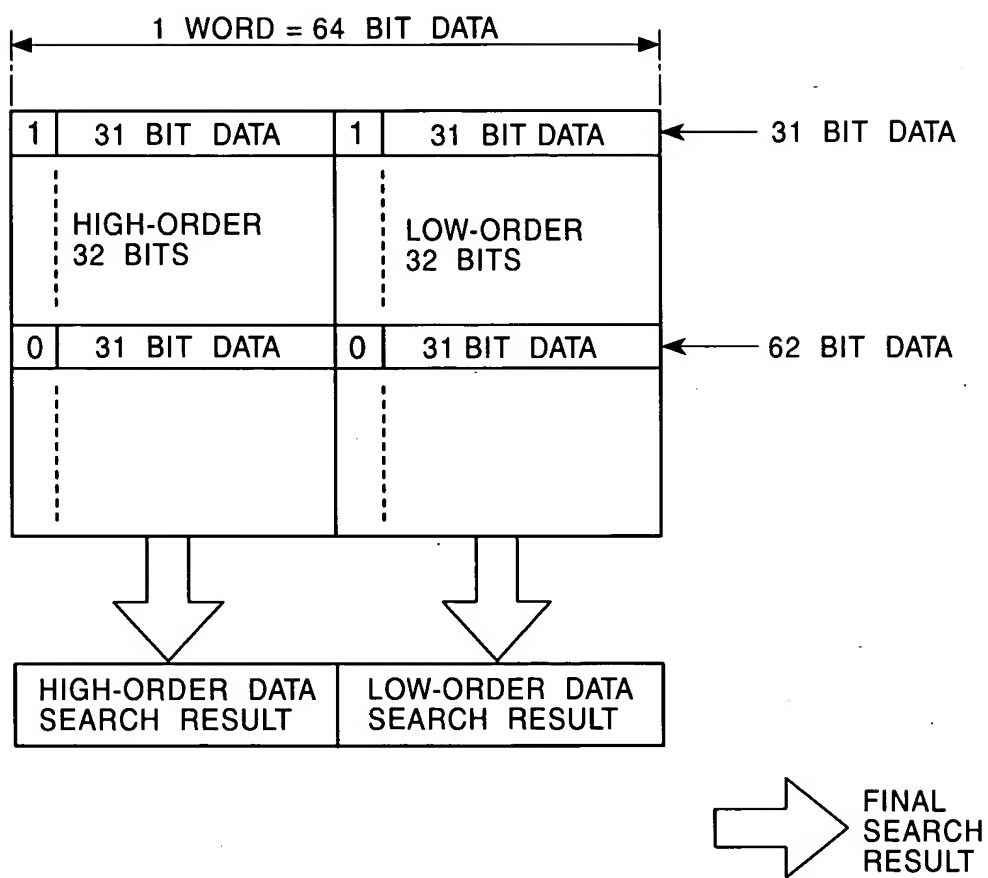 1 WORD = 64 BIT DATA
1 31 BIT DATA 1 31 BIT DATA 31 BIT DATA
HIGH-ORDER
32 BITS
LOW-ORDER
32 BITS
0 31 BIT DATA 0 31 BIT DATA 62 BIT DATA
HIGH-ORDER DATA
SEARCH RESULT
LOW-ORDER DATA
SEARCH RESULT
FINAL
SEARCH
RESULT